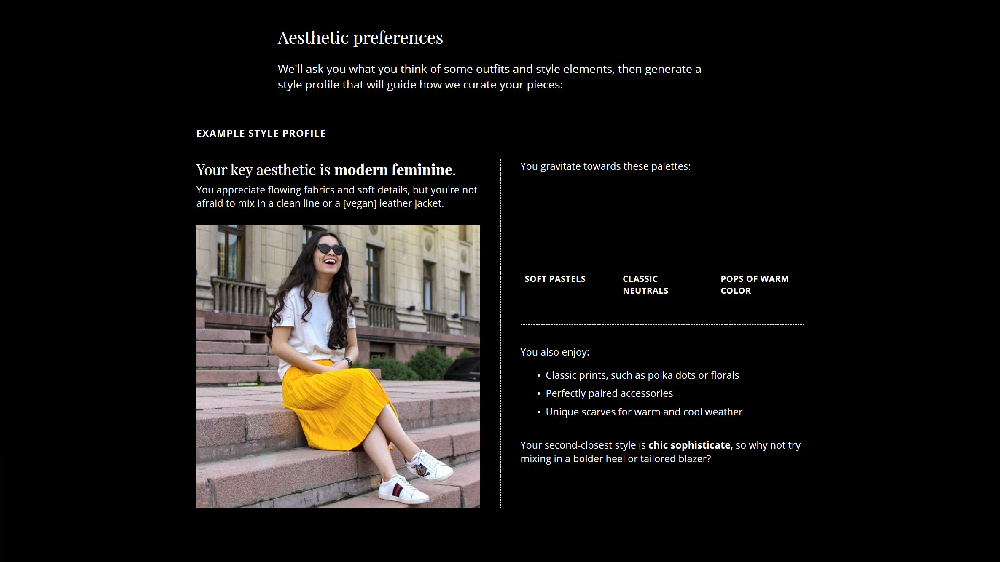 Aesthetic preferences
We'll ask you what you think of some outfits and style elements, then generate a
style profile that will guide how we curate your pieces:
EXAMPLE STYLE PROFILE
Your key aesthetic is modern feminine.
You appreciate flowing fabrics and soft details, but you're not
afraid to mix in a clean line or a [vegan] leather jacket.
You gravitate towards these palettes:
SOFT PASTELS
CLASSIC
NEUTRALS
POPS OF WARM
COLOR
You also enjoy:
• Classic prints, such as polka dots or florals
• Perfectly paired accessories
• Unique scarves for warm and cool weather
Your second-closest style is chic sophisticate, so why not try
mixing in a bolder heel or tailored blazer?